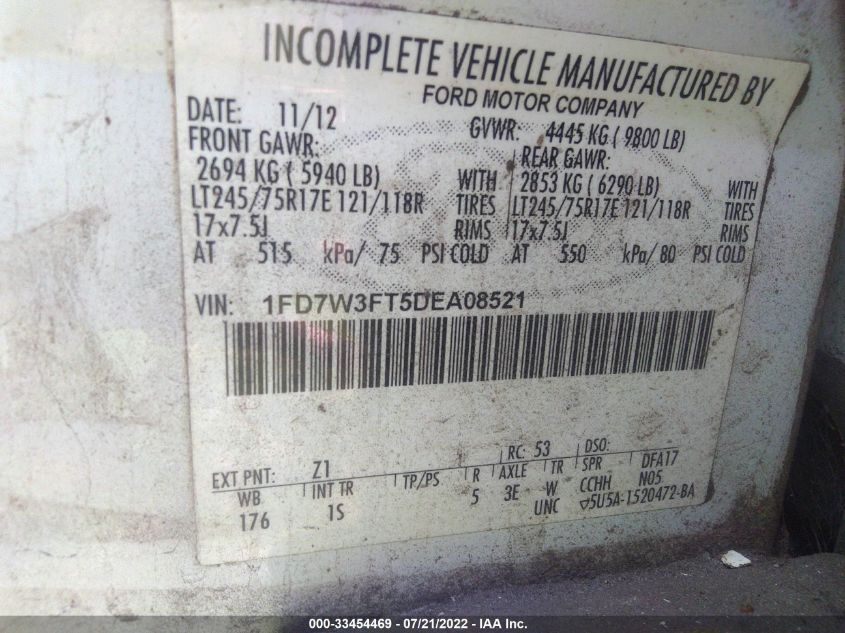 INCOMPLETE VEHICLE MANUFACTURED BY
FORD MOTOR COMPANY
DATE: 11/12 GVWR: 4445 KG ( 9800 LB)
FRONT GAWR: REAR GAWR:
2694 KG ( 5940 LB) WITH 2853 KG ( 6290 LB) WITH
LT245/75R17E 121/118R TIRES LT245/75R17E 121/118R TIRES
17x7.5J RIMS 17x7.5J RIMS
AT 515 kPa/ 75 PSI COLD AT 550 kPa/ 80 PSI COLD
VIN: 1FD7W3FT5DEA08521
EXT PNT: Z1 RC: 53 DSO:
WB INT TR TP/PS R AXLE TR SPR DFA17
176 1S 5 3E W CCHH N05
UNC 5U5A-1520472-BA
000-33454469 - 07/21/2022 - IAA Inc.